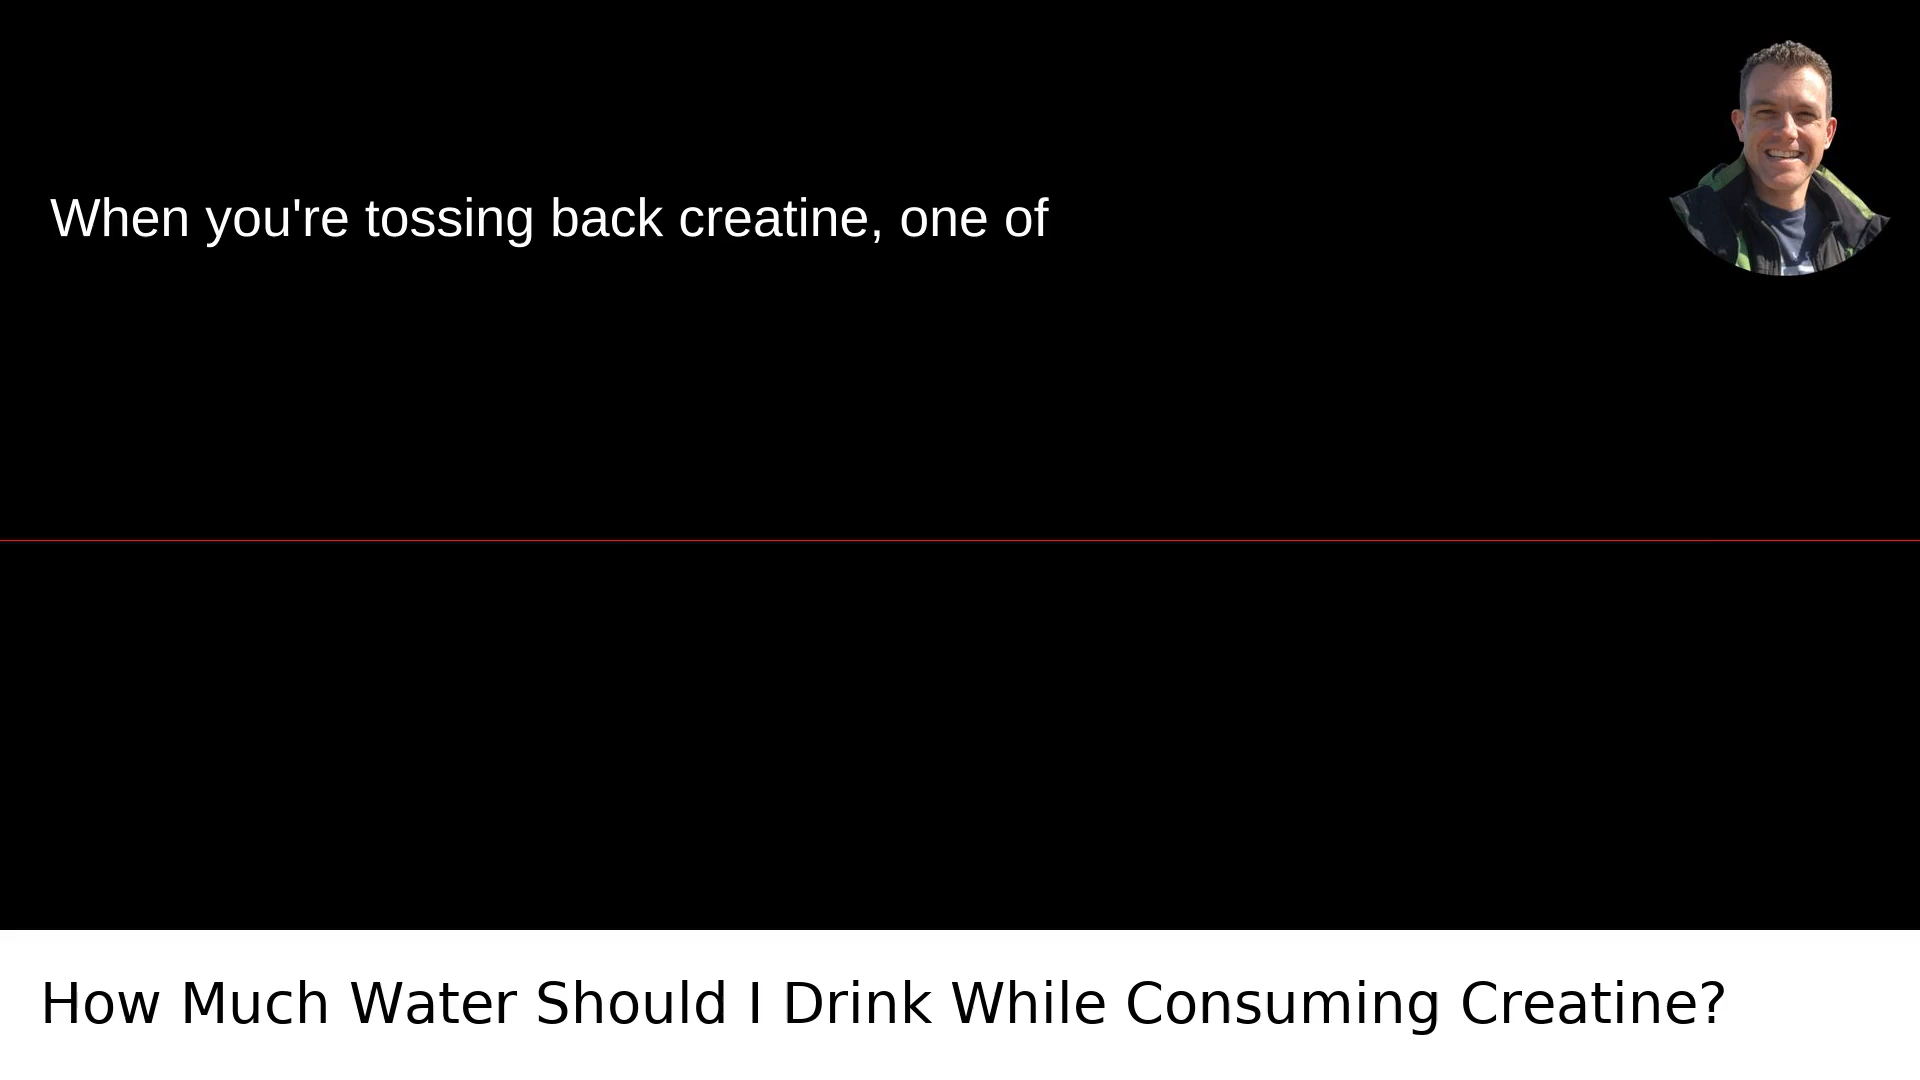 When you're tossing back creatine, one of
How Much Water Should I Drink While Consuming Creatine?